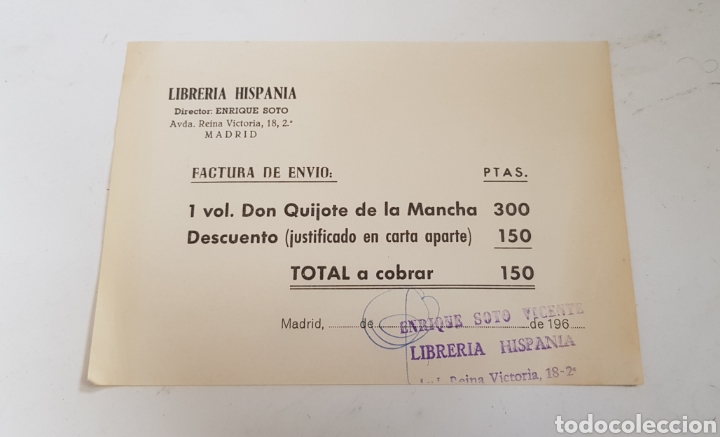 LIBRERIA HISPANIA
Director: ENRIQUE SOTO
Avda. Reina Victoria, 18, 2.º
MADRID
FACTURA DE ENVIO: PTAS.
1 vol. Don Quijote de la Mancha 300
Descuento (justificado en carta aparte) 150
TOTAL a cobrar 150
Madrid, ........ de ........ de 196.....
ENRIQUE SOTO VICENTE
LIBRERIA HISPANIA
Reina Victoria, 18-2º
todocoleccion